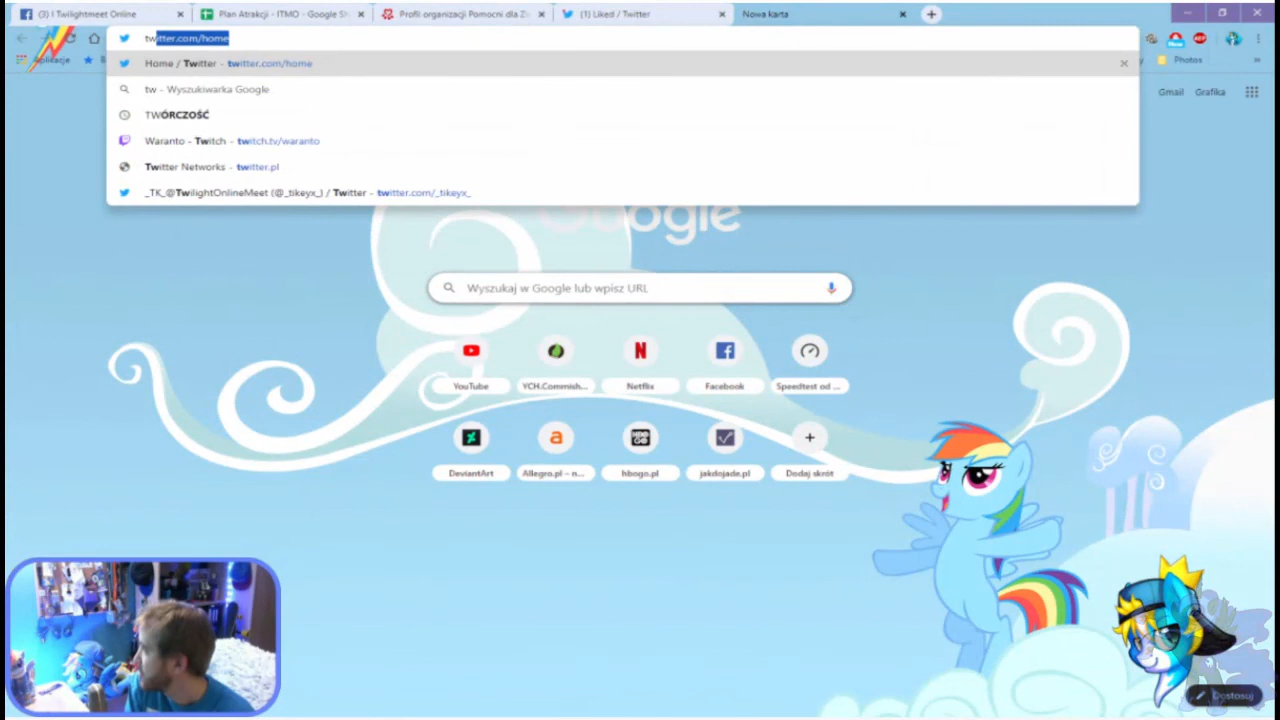 (3) I Twilightmeet Online
Plan Atrakcji - ITMO - Google Sh
Profil organizacji Pomocni dla Z
(1) Liked / Twitter
Nowa karta
twitter.com/home
Aplikacje
Photos
Home / Twitter - twitter.com/home
tw - Wyszukiwarka Google
TWÓRCZOŚĆ
Waranto - Twitch - twitch.tv/waranto
Twitter Networks - twitter.pl
_TK_@TwilightOnlineMeet (@_tikeyx_) / Twitter - twitter.com/_tikeyx_
Gmail Grafika
Google
Wyszukaj w Google lub wpisz URL
YouTube
YCH.Commish...
Netflix
Facebook
Speedtest od ...
DeviantArt
Allegro.pl – n...
hbogo.pl
jakdojade.pl
Dodaj skrót
Dostosuj